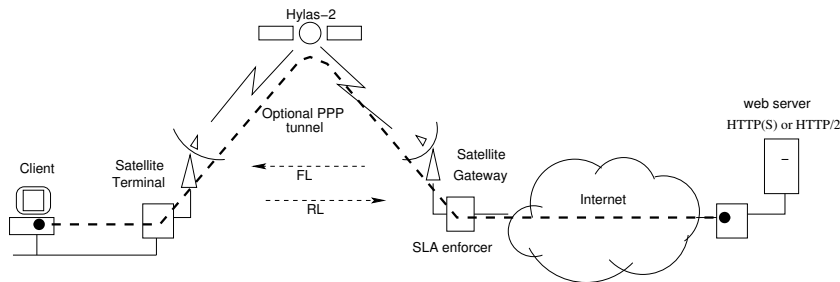 Hylas-2
Optional PPP
tunnel
web server
HTTP(S) or HTTP/2
Client
Satellite
Terminal
Satellite
Gateway
FL
RL
Internet
SLA enforcer